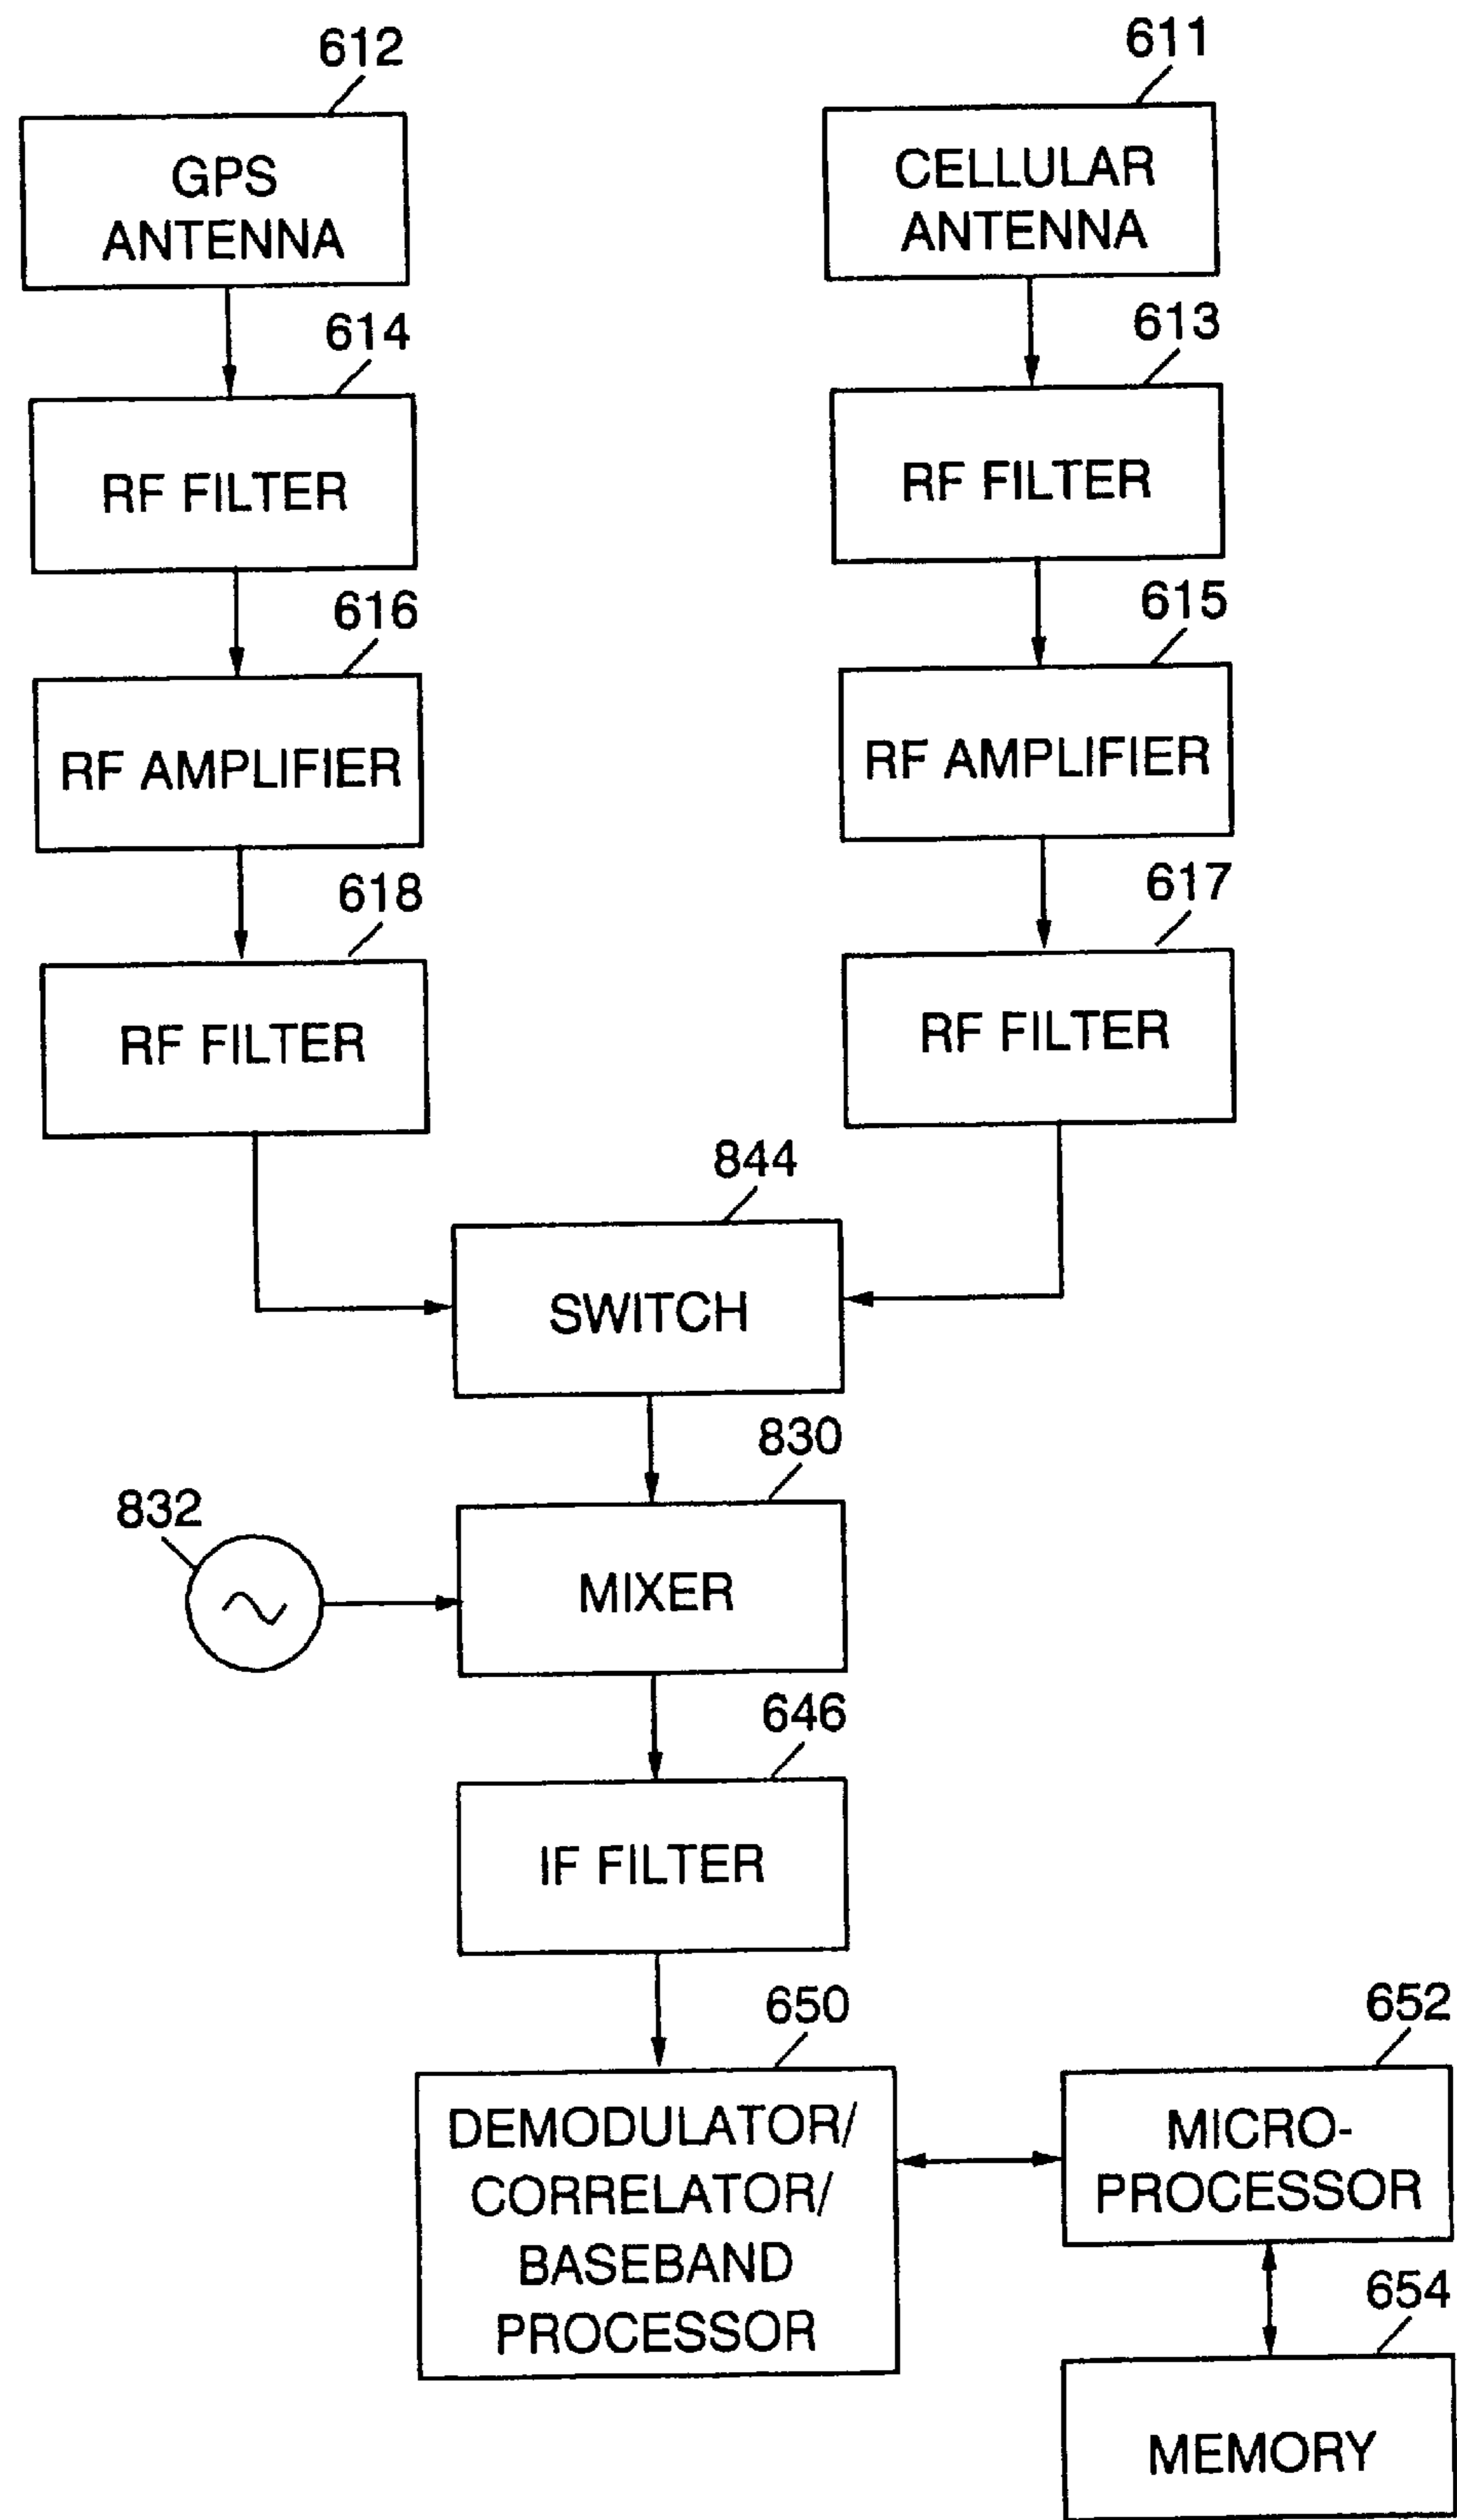 612
611
GPS
ANTENNA
CELLULAR
ANTENNA
614
613
RF FILTER
RF FILTER
616
615
RF AMPLIFIER
RF AMPLIFIER
618
617
RF FILTER
RF FILTER
844
SWITCH
830
832
MIXER
646
IF FILTER
650
652
DEMODULATOR/
CORRELATOR/
BASEBAND
PROCESSOR
MICRO-
PROCESSOR
654
MEMORY